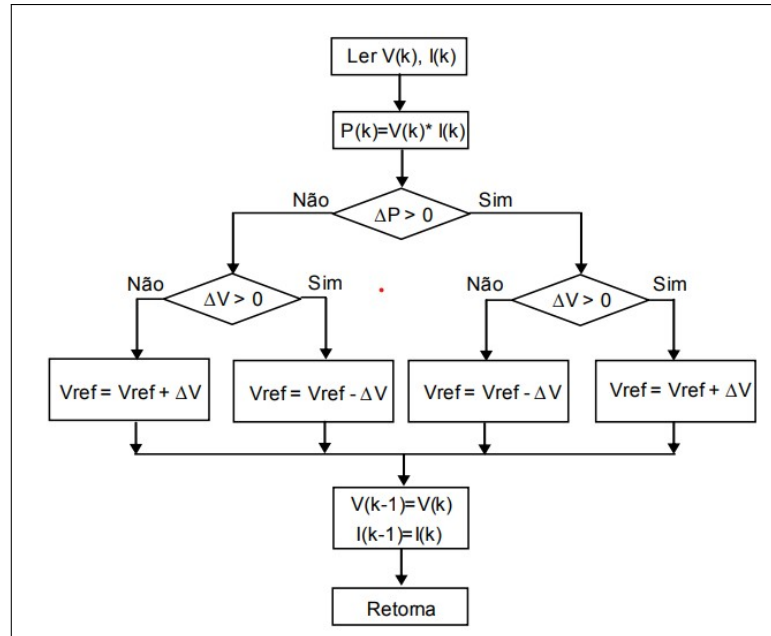 Ler V(k), I(k)
P(k)=V(k)* I(k)
Não
ΔP > 0
Sim
Não
ΔV > 0
Sim
Não
ΔV > 0
Sim
Vref = Vref + ΔV
Vref = Vref - ΔV
Vref = Vref - ΔV
Vref = Vref + ΔV
V(k-1)=V(k)
I(k-1)=I(k)
Retorna